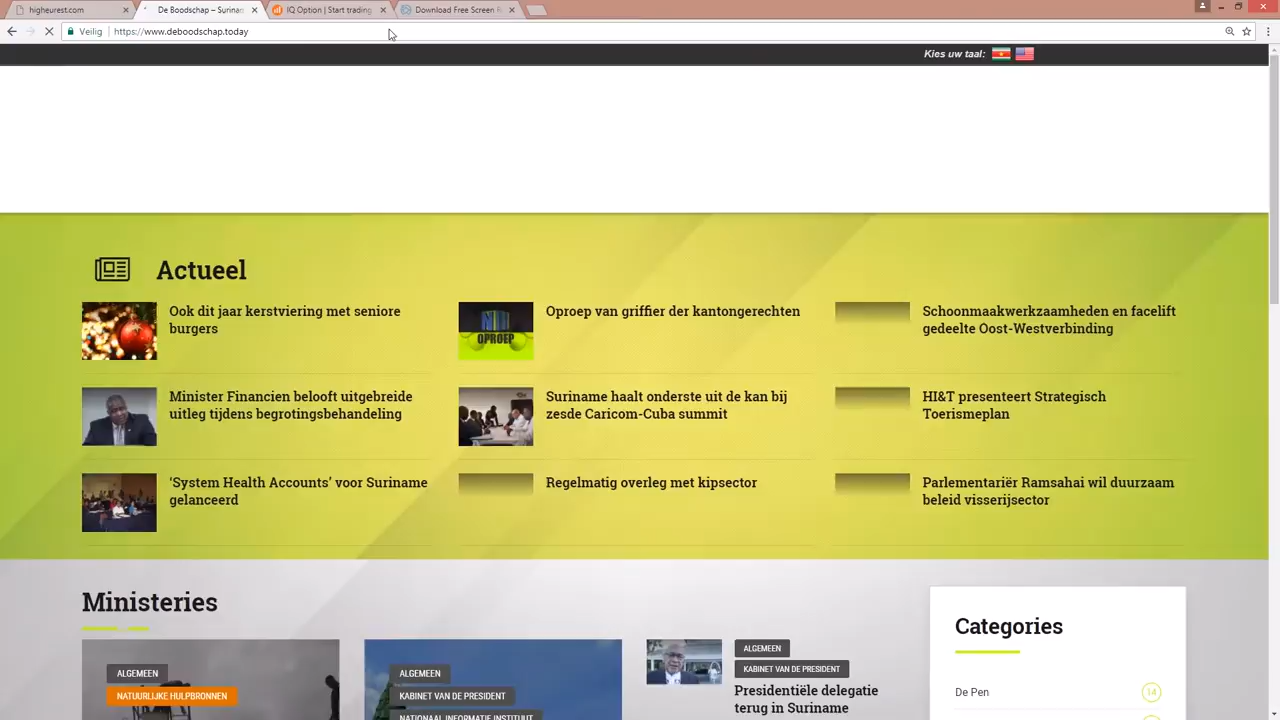 higheurest.com
De Boodschap – Surinam
IQ Option | Start trading
Download Free Screen R
Veilig
https://www.deboodschap.today
Kies uw taal:
Actueel
Ook dit jaar kerstviering met seniore
burgers
Oproep van griffier der kantongerechten
Schoonmaakwerkzaamheden en facelift
gedeelte Oost-Westverbinding
OPROEP
Minister Financien belooft uitgebreide
uitleg tijdens begrotingsbehandeling
Suriname haalt onderste uit de kan bij
zesde Caricom-Cuba summit
HI&T presenteert Strategisch
Toerismeplan
‘System Health Accounts’ voor Suriname
gelanceerd
Regelmatig overleg met kipsector
Parlementariër Ramsahai wil duurzaam
beleid visserijsector
Ministeries
ALGEMEEN
NATUURLIJKE HULPBRONNEN
ALGEMEEN
KABINET VAN DE PRESIDENT
NATIONAAL INFORMATIE INSTITUUT
ALGEMEEN
KABINET VAN DE PRESIDENT
Presidentiële delegatie
terug in Suriname
Categories
De Pen
14